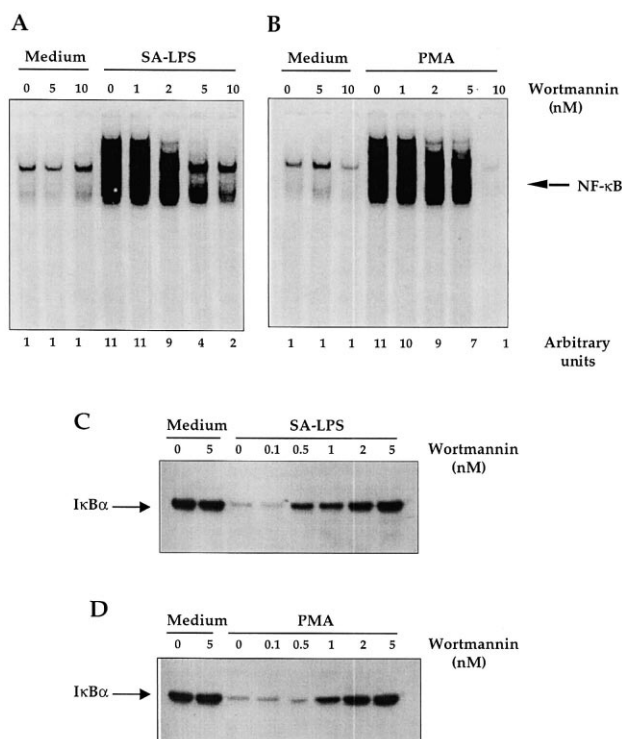 A
B
Medium SA-LPS
Medium PMA
0 5 10 0 1 2 5 10
0 5 10 0 1 2 5 10
Wortmannin
(nM)
NF-κB
1 1 1 11 11 9 4 2
1 1 1 11 10 9 7 1
Arbitrary
units
C
Medium SA-LPS
0 5 0 0.1 0.5 1 2 5
Wortmannin
(nM)
IκBα
D
Medium PMA
0 5 0 0.1 0.5 1 2 5
Wortmannin
(nM)
IκBα